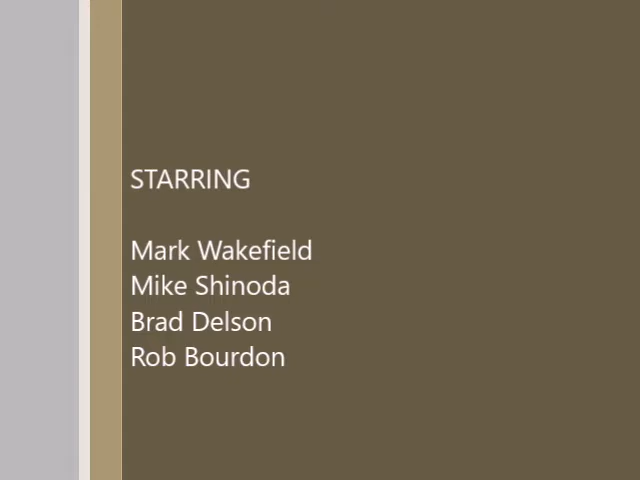 STARRING
Mark Wakefield
Mike Shinoda
Brad Delson
Rob Bourdon